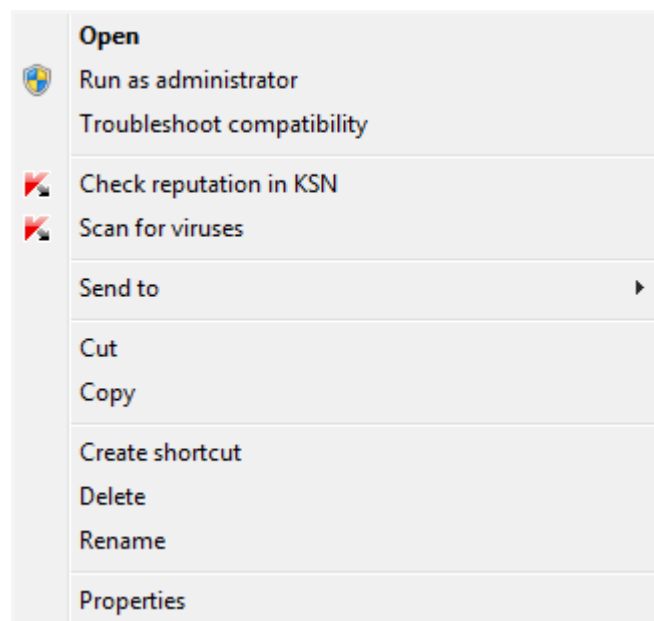 Open
Run as administrator
Troubleshoot compatibility
Check reputation in KSN
Scan for viruses
Send to
Cut
Copy
Create shortcut
Delete
Rename
Properties